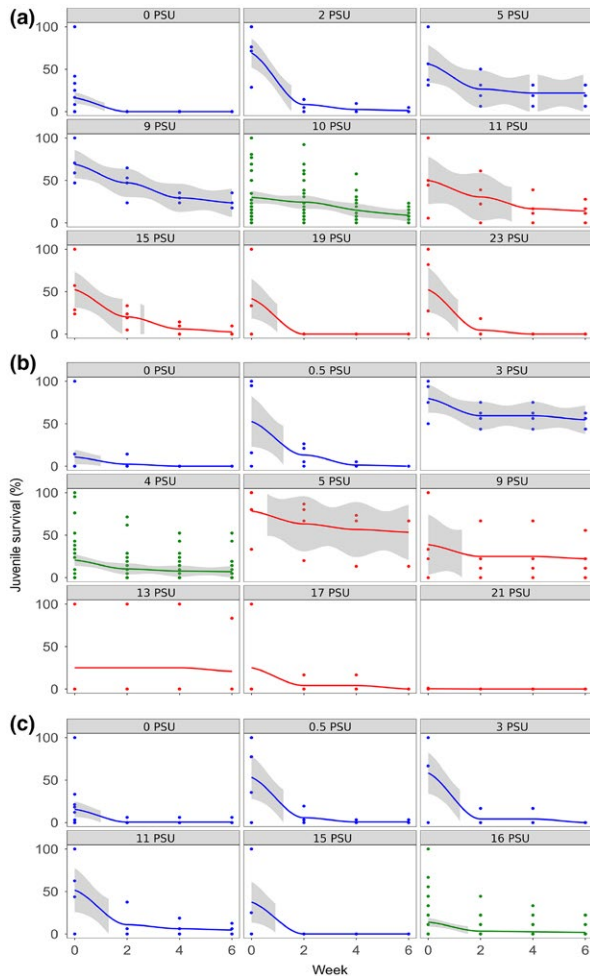 (a)
0 PSU 2 PSU 5 PSU
100
50
0
9 PSU 10 PSU 11 PSU
100
50
0
15 PSU 19 PSU 23 PSU
100
50
0
(b)
0 PSU 0.5 PSU 3 PSU
100
50
0
4 PSU 5 PSU 9 PSU
100
50
0
13 PSU 17 PSU 21 PSU
100
50
0
Juvenile survival (%)
(c)
0 PSU 0.5 PSU 3 PSU
100
50
0
11 PSU 15 PSU 16 PSU
100
50
0
0 2 4 6 0 2 4 6 0 2 4 6
Week